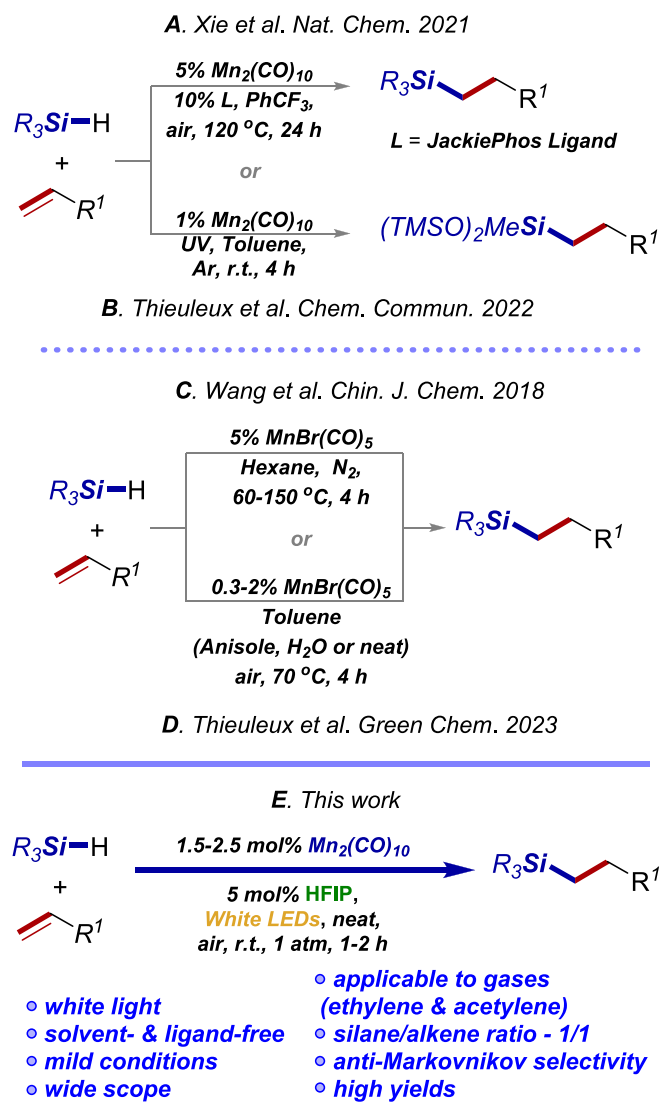 A. Xie et al. Nat. Chem. 2021
5% Mn2(CO)10
10% L, PhCF3,
air, 120 °C, 24 h
R3Si
R1
R3Si-H
+
R1
L = JackiePhos Ligand
or
1% Mn2(CO)10
UV, Toluene,
Ar, r.t., 4 h
(TMSO)2MeSi
R1
B. Thieuleux et al. Chem. Commun. 2022
C. Wang et al. Chin. J. Chem. 2018
5% MnBr(CO)5
Hexane, N2,
60-150 °C, 4 h
R3Si-H
+
R1
or
R3Si
R1
0.3-2% MnBr(CO)5
Toluene
(Anisole, H2O or neat)
air, 70 °C, 4 h
D. Thieuleux et al. Green Chem. 2023
E. This work
R3Si-H
+
R1
1.5-2.5 mol% Mn2(CO)10
5 mol% HFIP,
White LEDs, neat,
air, r.t., 1 atm, 1-2 h
R3Si
R1
white light
solvent- & ligand-free
mild conditions
wide scope
applicable to gases
(ethylene & acetylene)
silane/alkene ratio - 1/1
anti-Markovnikov selectivity
high yields